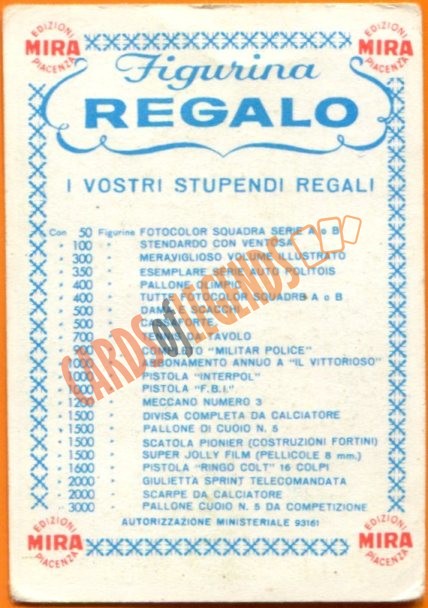 EDIZIONI MIRA PIACENZA
EDIZIONI MIRA PIACENZA
Figurina
REGALO
I VOSTRI STUPENDI REGALI
Con 50 Figurine FOTOCOLOR SQUADRA SERIE A o B
" 100 " STENDARDO CON VENTOSA
" 300 " MERAVIGLIOSO VOLUME ILLUSTRATO
" 350 " ESEMPLARE SERIE AUTO POLITOIS
" 400 " PALLONE OLIMPIC
" 400 " TUTTE FOTOCOLOR SQUADRE A o B
" 500 " DAMA E SCACCHI
" 500 " CASSAFORTE
" 700 " TENNIS DA TAVOLO
" COMPLETO "MILITAR POLICE"
" 1000 " ABBONAMENTO ANNUO A "IL VITTORIOSO"
" 1000 " PISTOLA "INTERPOL"
" 1000 " PISTOLA "F.B.I."
" 1200 " MECCANO NUMERO 3
" 1500 " DIVISA COMPLETA DA CALCIATORE
" 1500 " PALLONE DI CUOIO N. 5
" 1500 " SCATOLA PIONIER (COSTRUZIONI FORTINI)
" 1500 " SUPER JOLLY FILM (PELLICOLE 8 mm.)
" 1600 " PISTOLA "RINGO COLT" 16 COLPI
" 2000 " GIULIETTA SPRINT TELECOMANDATA
" 2000 " SCARPE DA CALCIATORE
" 3000 " PALLONE CUOIO N. 5 DA COMPETIZIONE
AUTORIZZAZIONE MINISTERIALE 93161
EDIZIONI MIRA PIACENZA
EDIZIONI MIRA PIACENZA
CARDS of LEGENDS